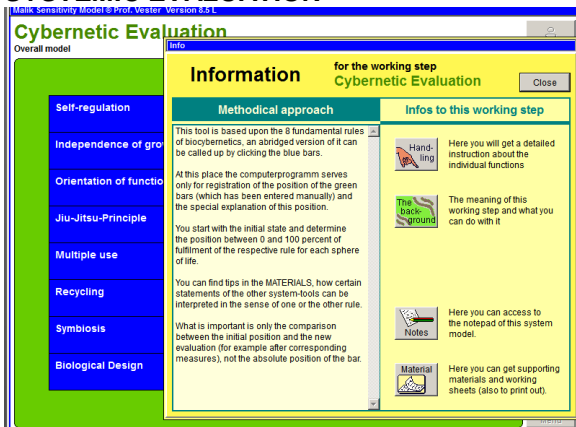 SYSTEMIC EVALUATION
Malik Sensitivity Model © Prof. Vester Version 8.5 L
Cybernetic Evaluation
Overall model
Info
Information
for the working step
Cybernetic Evaluation
Close
Methodical approach
Infos to this working step
This tool is based upon the 8 fundamental rules
of biocybernetics, an abridged version of it can
be called up by clicking the blue bars.
At this place the computerprogramm serves
only for registration of the position of the green
bars (which has been entered manually) and
the special explanation of this position.
You start with the initial state and determine
the position between 0 and 100 percent of
fulfilment of the respective rule for each sphere
of life.
You can find tips in the MATERIALS, how certain
statements of the other system-tools can be
interpreted in the sense of one or the other rule.
What is important is only the comparison
between the initial position and the new
evaluation (for example after corresponding
measures), not the absolute position of the bar.
Hand-
ling
Here you will get a detailed
instruction about the
individual functions
The
back-
ground
The meaning of this
working step and what you
can do with it
Notes
Here you can access to
the notepad of this system
model.
Material
Here you can get supporting
materials and working
sheets (also to print out).
Self-regulation
Independence of grow
Orientation of functio
Jiu-Jitsu-Principle
Multiple use
Recycling
Symbiosis
Biological Design
Menu